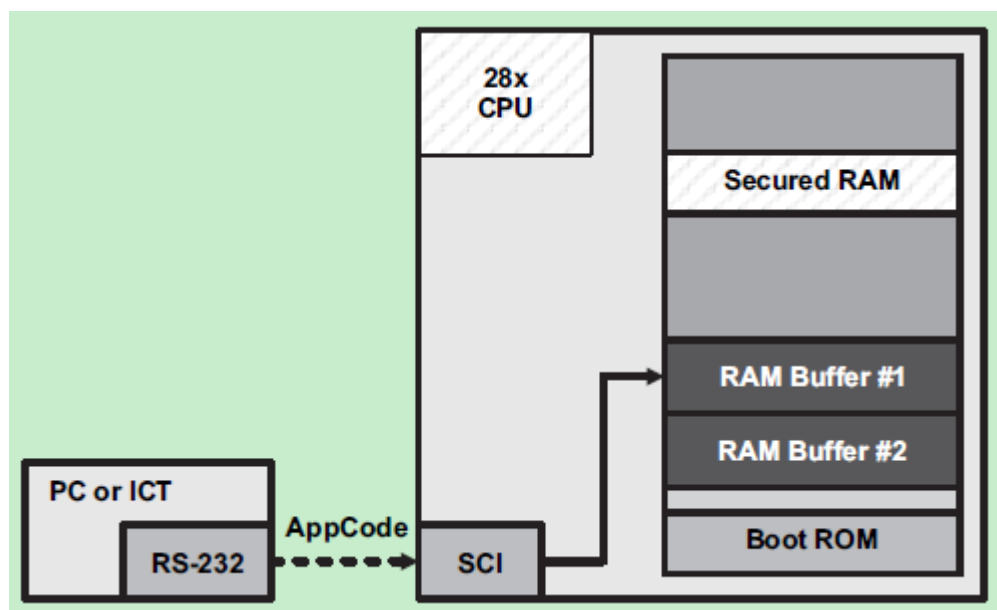 28x
CPU
Secured RAM
RAM Buffer #1
RAM Buffer #2
PC or ICT
AppCode
RS-232
SCI
Boot ROM